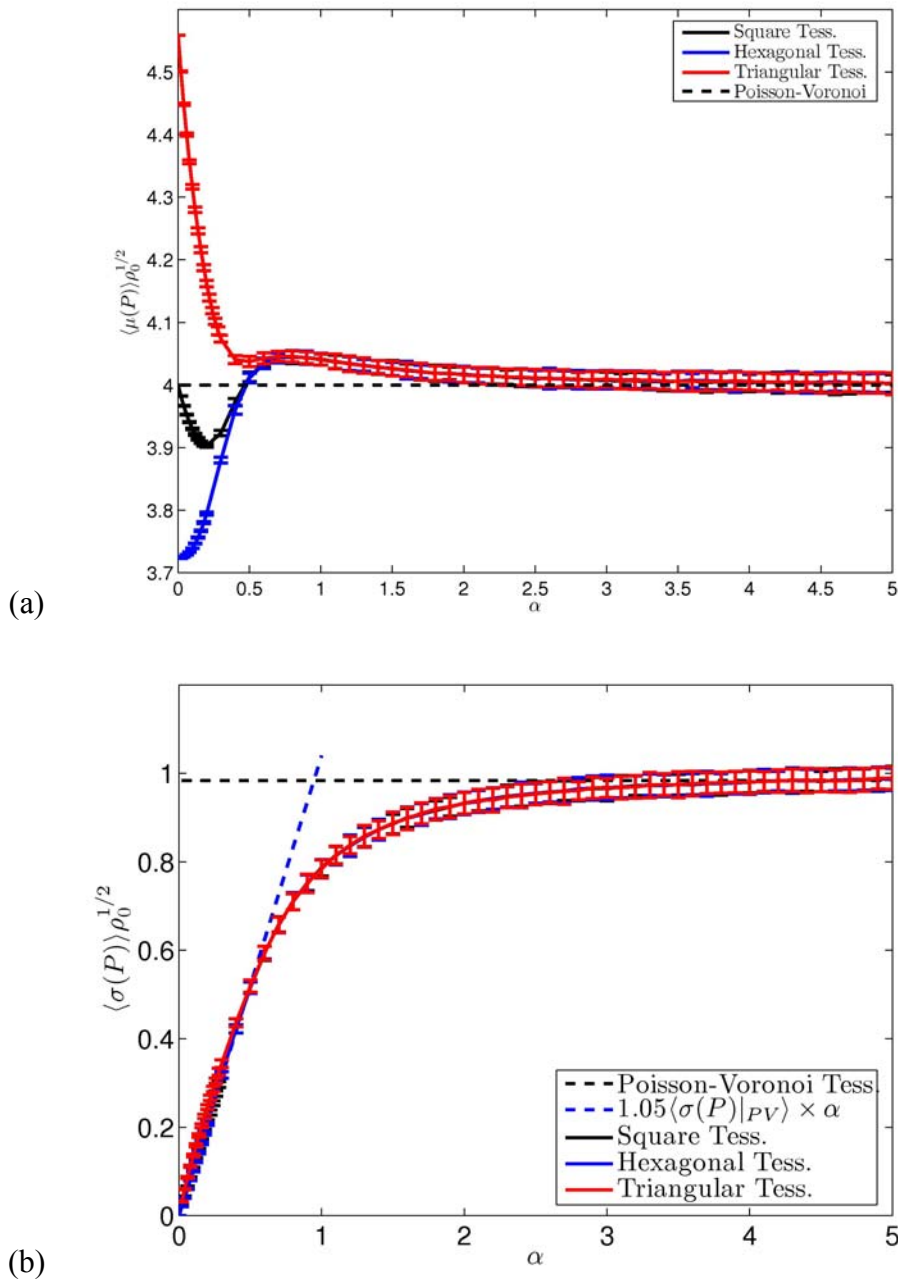 Square Tess.
Hexagonal Tess.
Triangular Tess.
Poisson-Voronoi
4.5
4.4
4.3
4.2
4.1
4
3.9
3.8
3.7
⟨μ(P)⟩ρ₀^{1/2}
0 0.5 1 1.5 2 2.5 3 3.5 4 4.5 5
α
(a)
1
0.8
0.6
0.4
0.2
0
⟨σ(P)⟩ρ₀^{1/2}
Poisson-Voronoi Tess.
1.05⟨σ(P)|_{PV}⟩ × α
Square Tess.
Hexagonal Tess.
Triangular Tess.
0 1 2 3 4 5
α
(b)